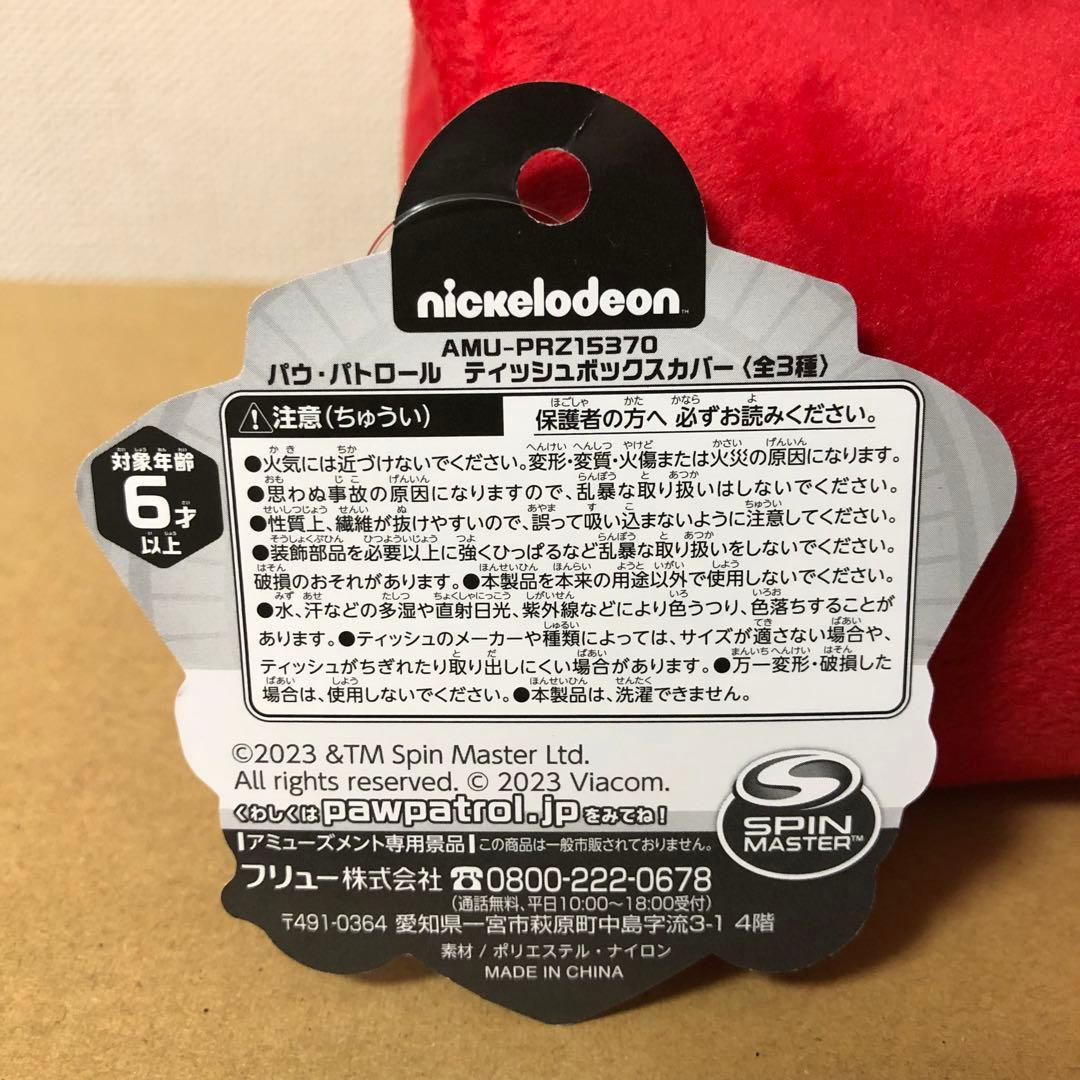 nickelodeon™
AMU-PRZ15370
パウ・パトロール ティッシュボックスカバー〈全3種〉
注意(ちゅうい)
保護者の方へ 必ずお読みください。
対象年齢
6才
以上
●火気には近づけないでください。変形・変質・火傷または火災の原因になります。
●思わぬ事故の原因になりますので、乱暴な取り扱いはしないでください。
●性質上、繊維が抜けやすいので、誤って吸い込まないように注意してください。
●装飾部品を必要以上に強くひっぱるなど乱暴な取り扱いをしないでください。
破損のおそれがあります。●本製品を本来の用途以外で使用しないでください。
●水、汗などの多湿や直射日光、紫外線などにより色うつり、色落ちすることが
あります。●ティッシュのメーカーや種類によっては、サイズが適さない場合や、
ティッシュがちぎれたり取り出しにくい場合があります。●万一変形・破損した
場合は、使用しないでください。●本製品は、洗濯できません。
©2023 &TM Spin Master Ltd.
All rights reserved. © 2023 Viacom.
くわしくはpawpatrol.jpをみてね!
SPIN
MASTER™
アミューズメント専用景品 この商品は一般市販されておりません。
フリュー株式会社 ☎0800-222-0678
(通話無料、平日10:00~18:00受付)
〒491-0364 愛知県一宮市萩原町中島字流3-1 4階
素材 / ポリエステル・ナイロン
MADE IN CHINA